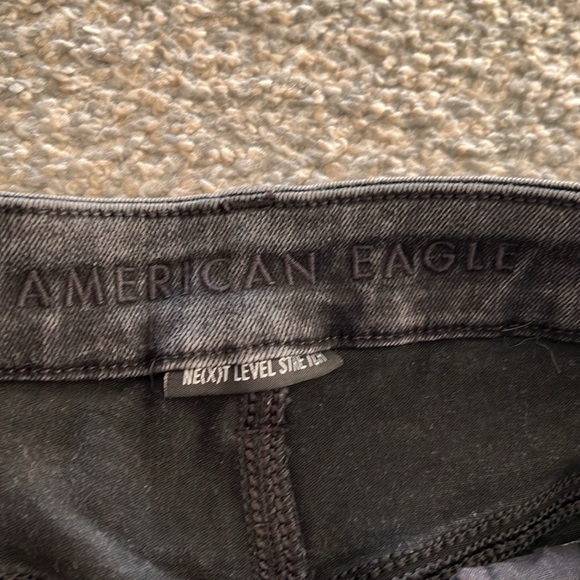 AMERICAN EAGLE
NE(X)T LEVEL STRETCH